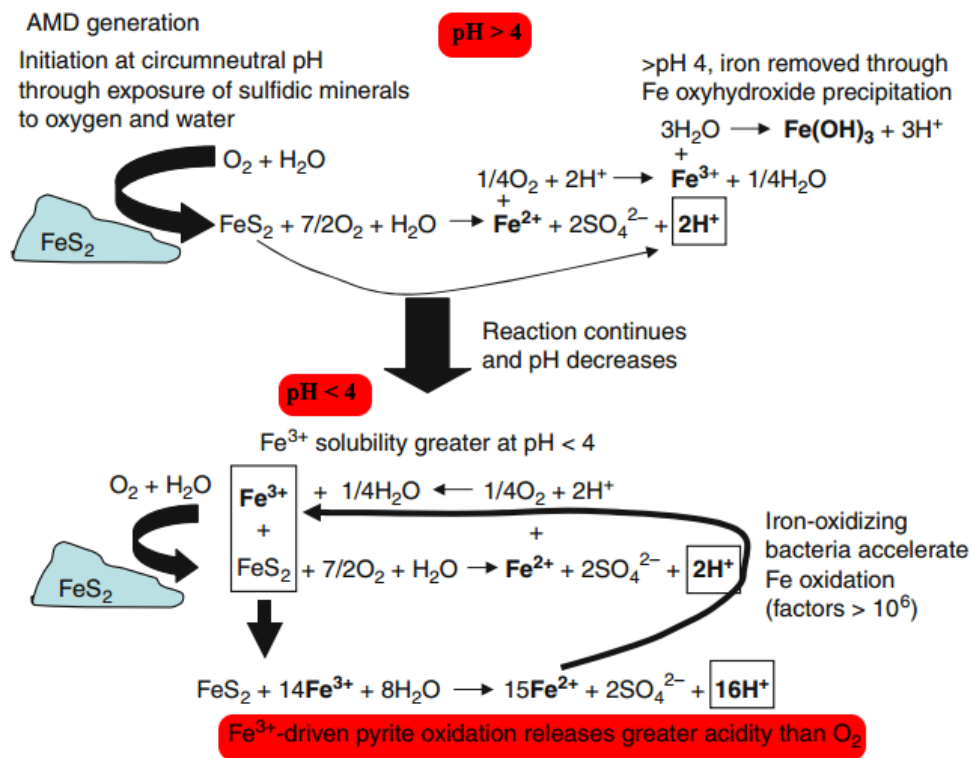 AMD generation
pH > 4
Initiation at circumneutral pH
through exposure of sulfidic minerals
to oxygen and water
>pH 4, iron removed through
Fe oxyhydroxide precipitation
3H₂O → Fe(OH)₃ + 3H⁺
+
O₂ + H₂O
1/4O₂ + 2H⁺ → Fe³⁺ + 1/4H₂O
+
FeS₂
FeS₂ + 7/2O₂ + H₂O → Fe²⁺ + 2SO₄²⁻ + 2H⁺
Reaction continues
and pH decreases
pH < 4
Fe³⁺ solubility greater at pH < 4
O₂ + H₂O
Fe³⁺ + 1/4H₂O ← 1/4O₂ + 2H⁺
+ +
FeS₂
FeS₂ + 7/2O₂ + H₂O → Fe²⁺ + 2SO₄²⁻ + 2H⁺
Iron-oxidizing
bacteria accelerate
Fe oxidation
(factors > 10⁶)
FeS₂ + 14Fe³⁺ + 8H₂O → 15Fe²⁺ + 2SO₄²⁻ + 16H⁺
Fe³⁺-driven pyrite oxidation releases greater acidity than O₂